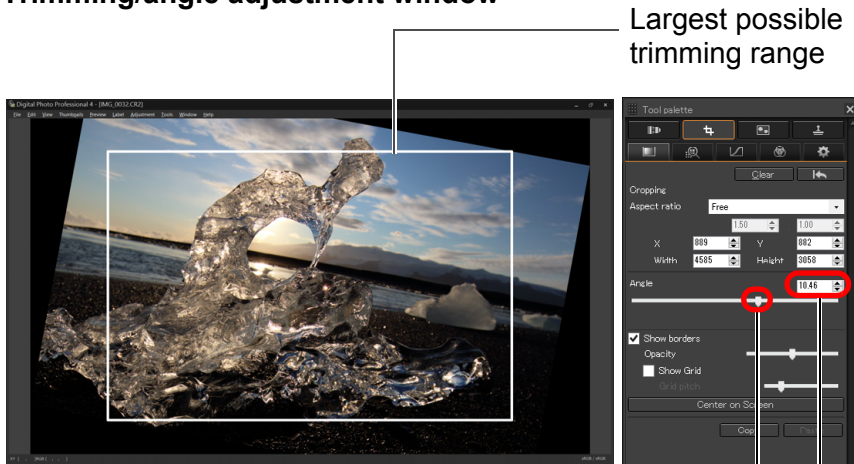 Trimming/angle adjustment window
Largest possible
trimming range
Digital Photo Professional 4 - [IMG_0032.CR2]
File Edit View Thumbnails Preview Label Adjustment Tools Window Help
Tool palette
Clear
Cropping
Aspect ratio Free
1.50 1.00
X 889 Y 882
Width 4585 Height 3058
Angle 10.46
Show borders
Opacity
Show Grid
Grid pitch
Center on Screen
Copy Paste